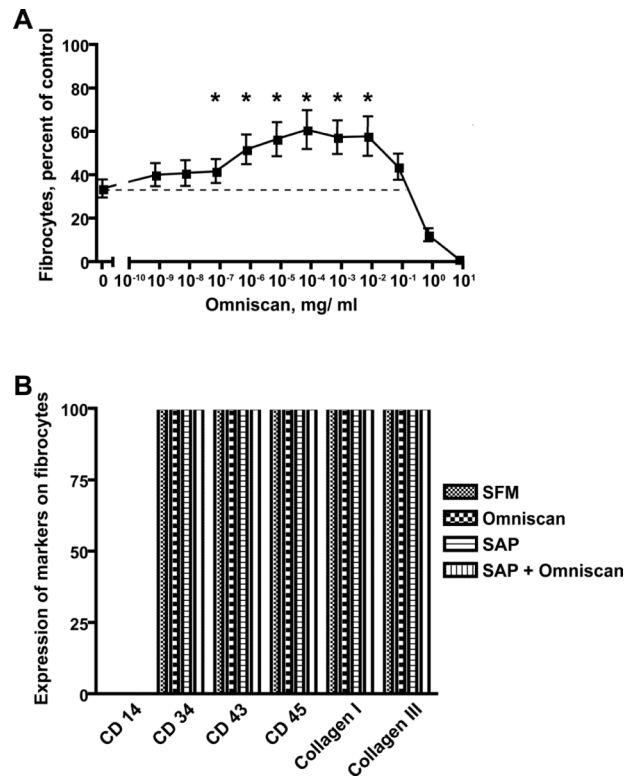 A
Fibrocytes, percent of control
100
80
60
40
20
0
* * * * * *
0 10⁻¹⁰ 10⁻⁹ 10⁻⁸ 10⁻⁷ 10⁻⁶ 10⁻⁵ 10⁻⁴ 10⁻³ 10⁻² 10⁻¹ 10⁰ 10¹
Omniscan, mg/ ml
B
Expression of markers on fibrocytes
100
75
50
25
0
CD 14
CD 34
CD 43
CD 45
Collagen I
Collagen III
SFM
Omniscan
SAP
SAP + Omniscan